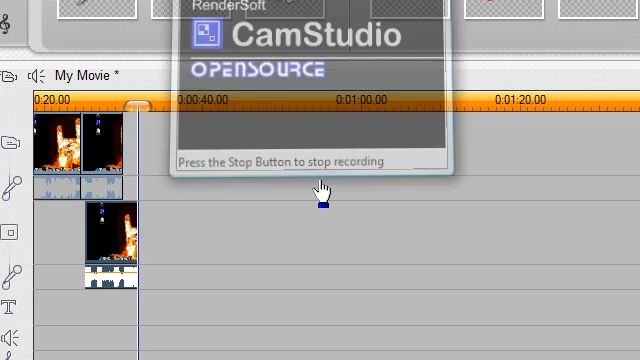 RenderSoft
CamStudio
OPENSOURCE
My Movie *
0:20.00 0:00:40.00 0:01:00.00 0:01:20.00
Press the Stop Button to stop recording
T